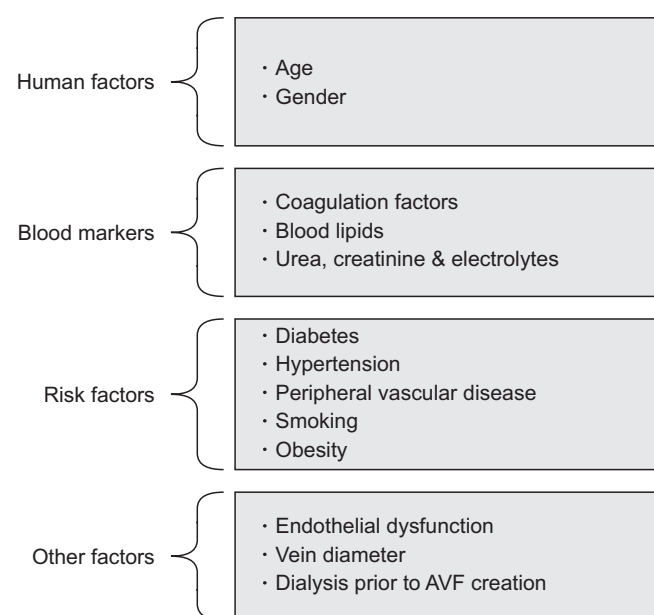 Human factors
· Age
· Gender
Blood markers
· Coagulation factors
· Blood lipids
· Urea, creatinine & electrolytes
Risk factors
· Diabetes
· Hypertension
· Peripheral vascular disease
· Smoking
· Obesity
Other factors
· Endothelial dysfunction
· Vein diameter
· Dialysis prior to AVF creation